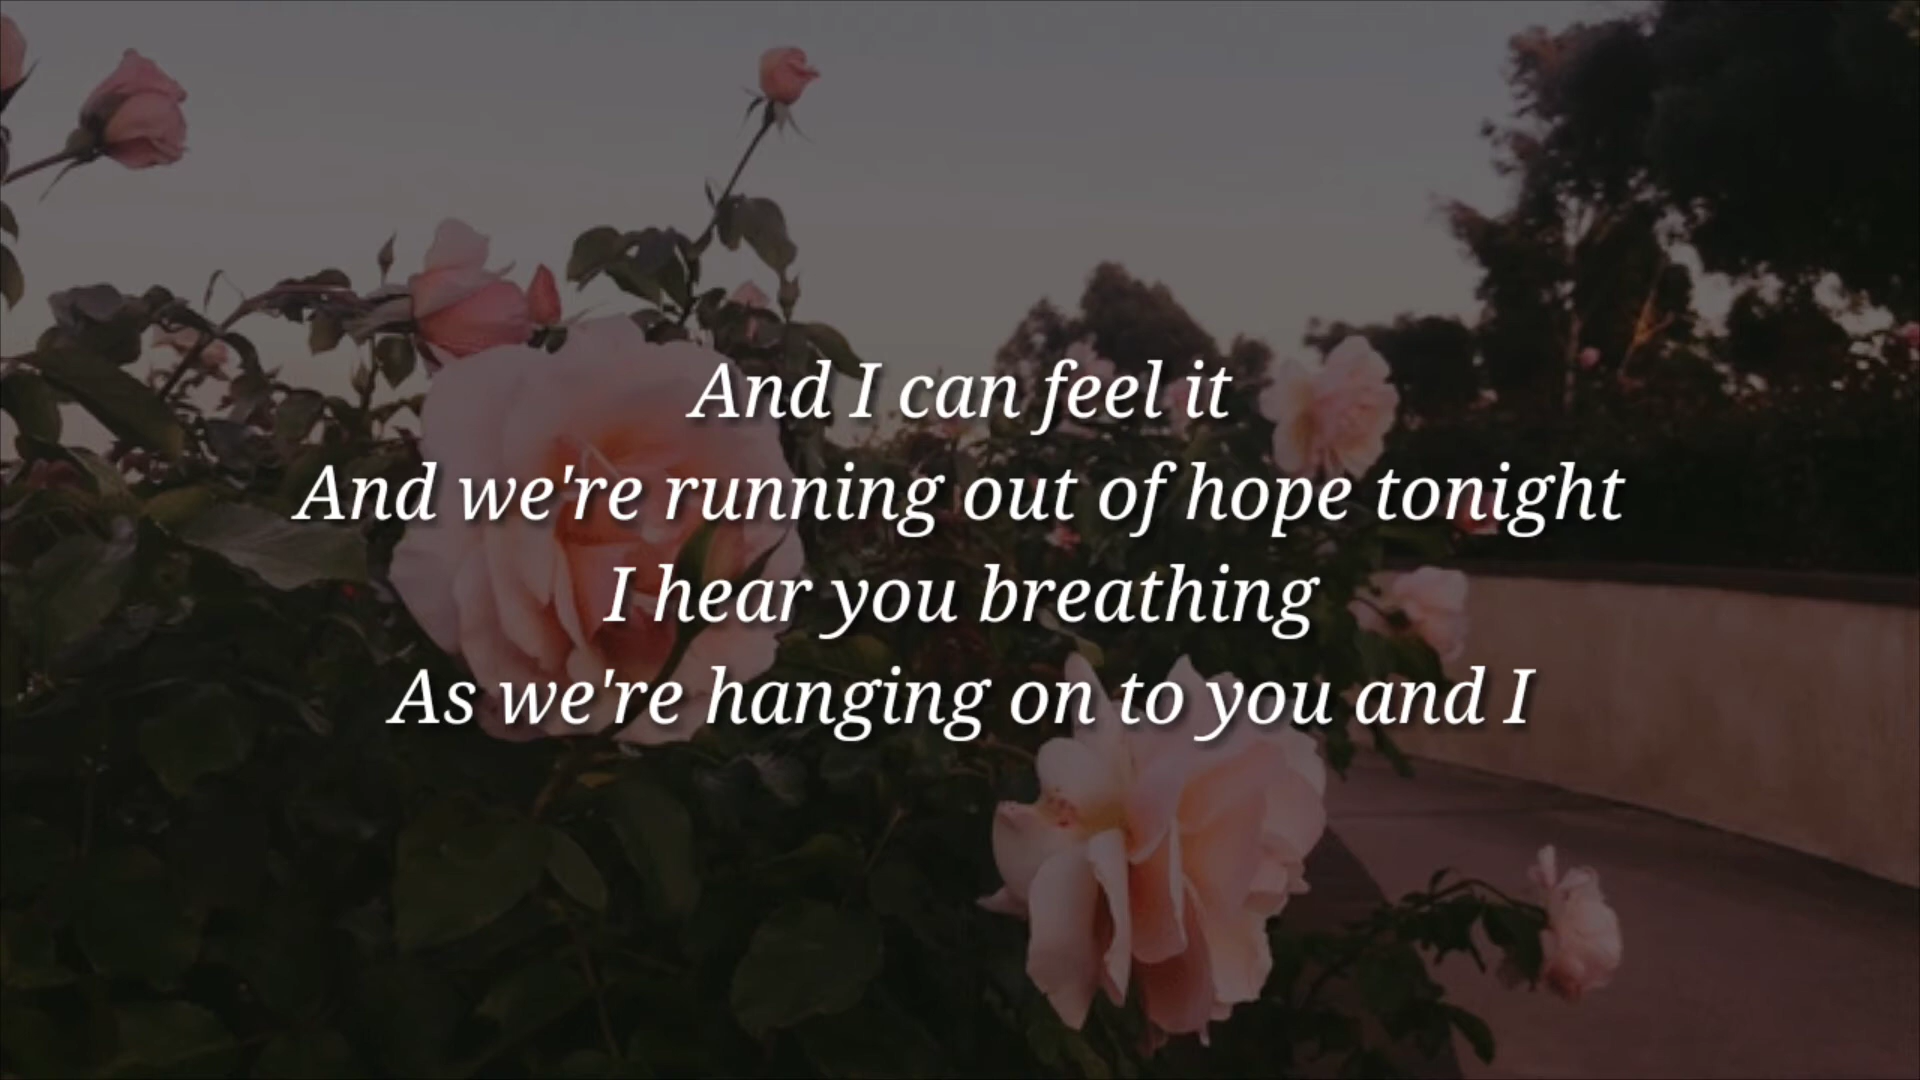 And I can feel it
And we're running out of hope tonight
I hear you breathing
As we're hanging on to you and I